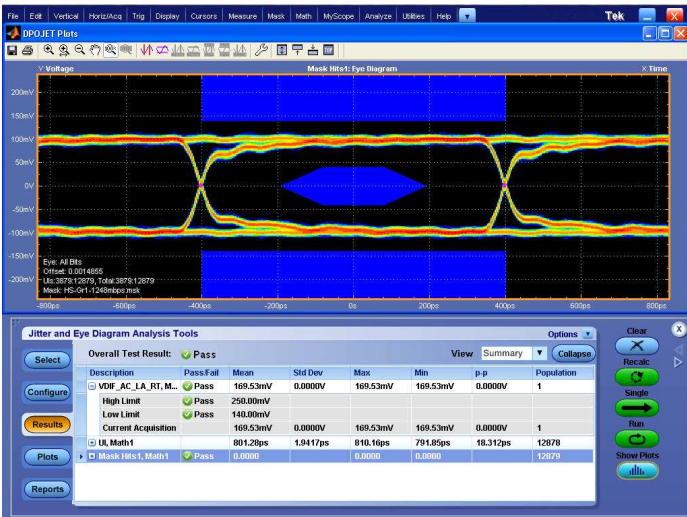 File Edit Vertical Horiz/Acq Trig Display Cursors Measure Mask Math MyScope Analyze Utilities Help Tek
DPOJET Plots
Y:Voltage Mask Hits1: Eye Diagram X:Time
200mV
150mV
100mV
50mV
0V
-50mV
-100mV
-150mV
-200mV
Eye: All Bits
Offset: 0.0014855
UIs:3879:12879, Total:3879:12879
Mask: HS-Gr1-1248mbps.msk
-800ps -600ps -400ps -200ps 0s 200ps 400ps 600ps 800ps
Jitter and Eye Diagram Analysis Tools Options Clear
Select Overall Test Result: Pass View Summary Collapse
Recalc
Description Pass/Fail Mean Std Dev Max Min p-p Population
VDIF_AC_LA_RT, M... Pass 169.53mV 0.0000V 169.53mV 169.53mV 0.0000V 1
Configure High Limit Pass 250.00mV Single
Low Limit Pass 140.00mV
Results Current Acquisition 169.53mV 0.0000V 169.53mV 169.53mV 0.0000V 1 Run
UI, Math1 801.28ps 1.9417ps 810.16ps 791.85ps 18.312ps 12878
Plots Mask Hits1, Math1 Pass 0.0000 0.0000 0.0000 12879 Show Plots
Reports